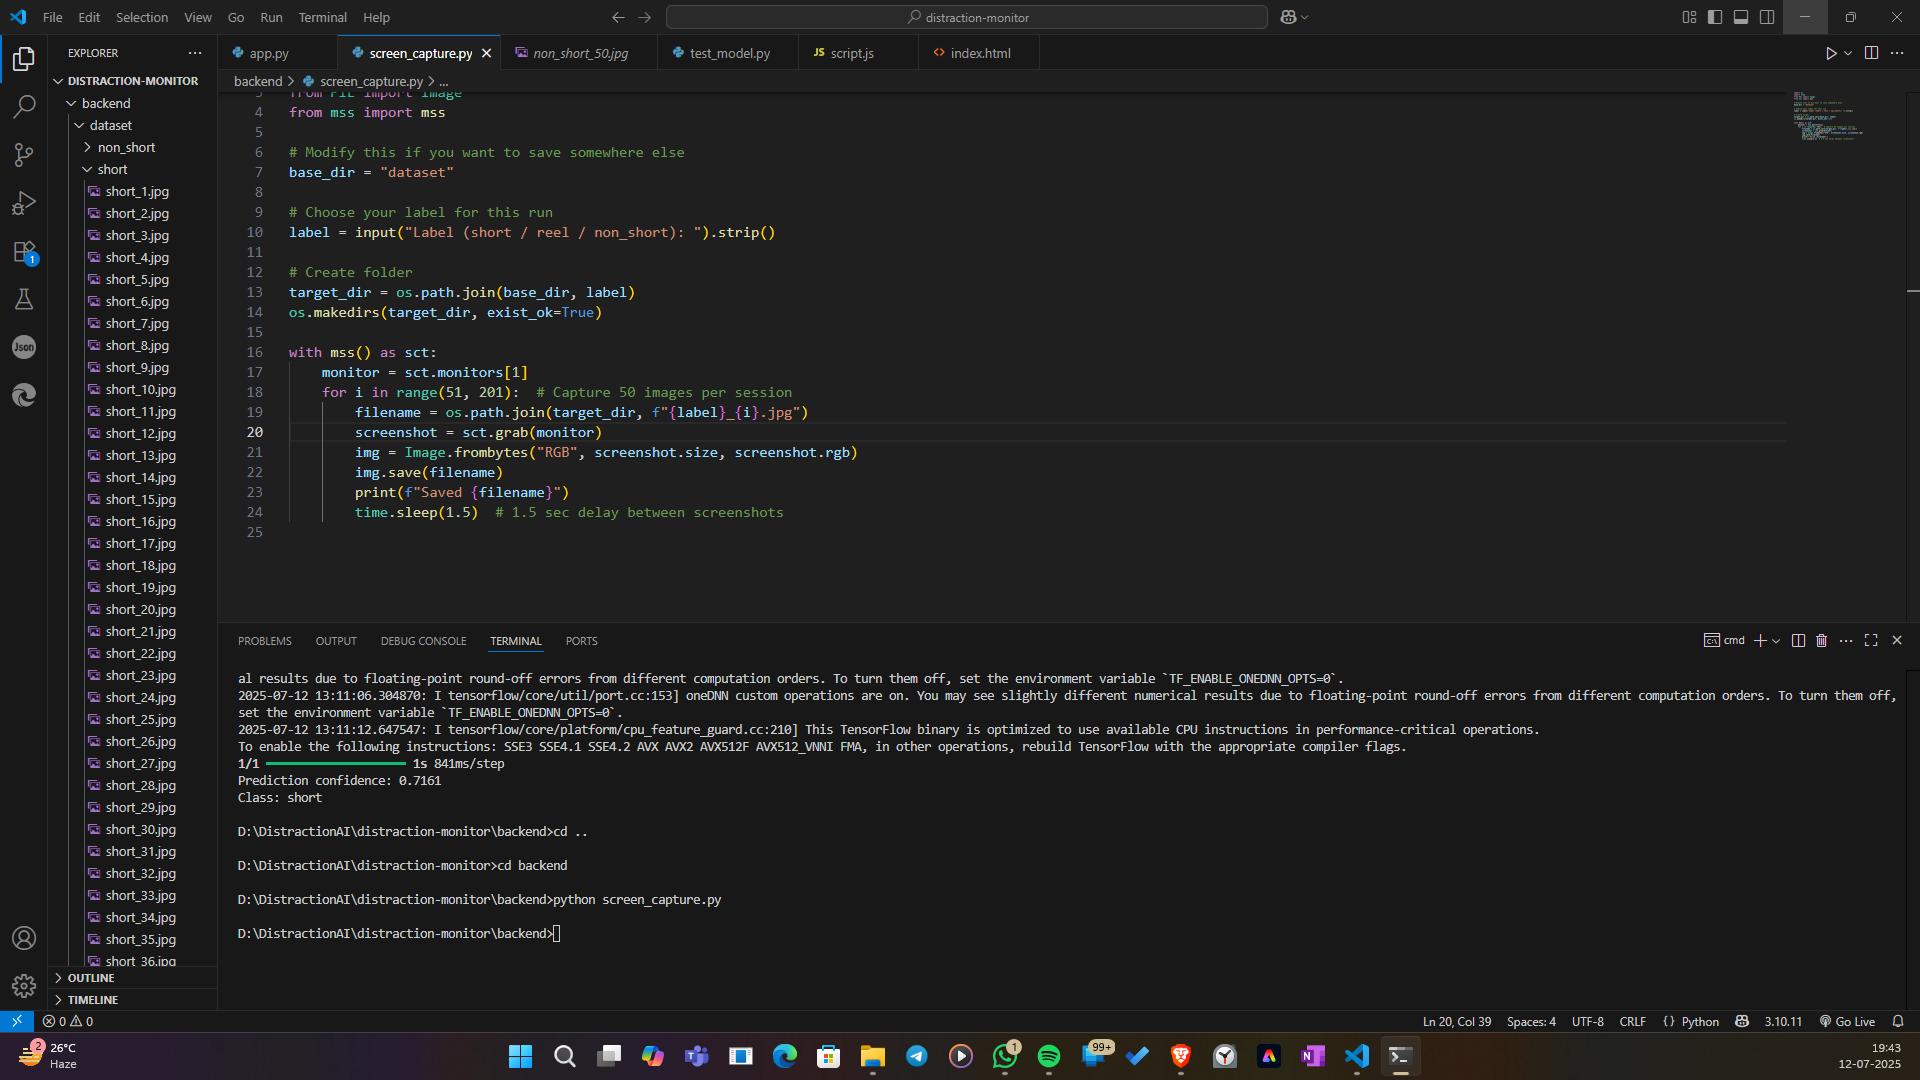 File Edit Selection View Go Run Terminal Help
distraction-monitor
EXPLORER
DISTRACTION-MONITOR
backend
dataset
non_short
short
short_1.jpg
short_2.jpg
short_3.jpg
short_4.jpg
short_5.jpg
short_6.jpg
short_7.jpg
short_8.jpg
short_9.jpg
short_10.jpg
short_11.jpg
short_12.jpg
short_13.jpg
short_14.jpg
short_15.jpg
short_16.jpg
short_17.jpg
short_18.jpg
short_19.jpg
short_20.jpg
short_21.jpg
short_22.jpg
short_23.jpg
short_24.jpg
short_25.jpg
short_26.jpg
short_27.jpg
short_28.jpg
short_29.jpg
short_30.jpg
short_31.jpg
short_32.jpg
short_33.jpg
short_34.jpg
short_35.jpg
short_36.jpg
OUTLINE
TIMELINE
1
Json
app.py screen_capture.py non_short_50.jpg test_model.py JS script.js <> index.html
backend > screen_capture.py > ...
3 from PIL import Image
4 from mss import mss
5
6 # Modify this if you want to save somewhere else
7 base_dir = "dataset"
8
9 # Choose your label for this run
10 label = input("Label (short / reel / non_short): ").strip()
11
12 # Create folder
13 target_dir = os.path.join(base_dir, label)
14 os.makedirs(target_dir, exist_ok=True)
15
16 with mss() as sct:
17     monitor = sct.monitors[1]
18     for i in range(51, 201):  # Capture 50 images per session
19         filename = os.path.join(target_dir, f"{label}_{i}.jpg")
20         screenshot = sct.grab(monitor)
21         img = Image.frombytes("RGB", screenshot.size, screenshot.rgb)
22         img.save(filename)
23         print(f"Saved {filename}")
24         time.sleep(1.5)  # 1.5 sec delay between screenshots
25
PROBLEMS OUTPUT DEBUG CONSOLE TERMINAL PORTS
cmd
al results due to floating-point round-off errors from different computation orders. To turn them off, set the environment variable `TF_ENABLE_ONEDNN_OPTS=0`.
2025-07-12 13:11:06.304870: I tensorflow/core/util/port.cc:153] oneDNN custom operations are on. You may see slightly different numerical results due to floating-point round-off errors from different computation orders. To turn them off,
set the environment variable `TF_ENABLE_ONEDNN_OPTS=0`.
2025-07-12 13:11:12.647547: I tensorflow/core/platform/cpu_feature_guard.cc:210] This TensorFlow binary is optimized to use available CPU instructions in performance-critical operations.
To enable the following instructions: SSE3 SSE4.1 SSE4.2 AVX AVX2 AVX512F AVX512_VNNI FMA, in other operations, rebuild TensorFlow with the appropriate compiler flags.
1/1 1s 841ms/step
Prediction confidence: 0.7161
Class: short
D:\DistractionAI\distraction-monitor\backend>cd ..
D:\DistractionAI\distraction-monitor>cd backend
D:\DistractionAI\distraction-monitor\backend>python screen_capture.py
D:\DistractionAI\distraction-monitor\backend>
0 0
Ln 20, Col 39 Spaces: 4 UTF-8 CRLF {} Python 3.10.11 Go Live
2
26°C
Haze
1
99+
19:43
12-07-2025